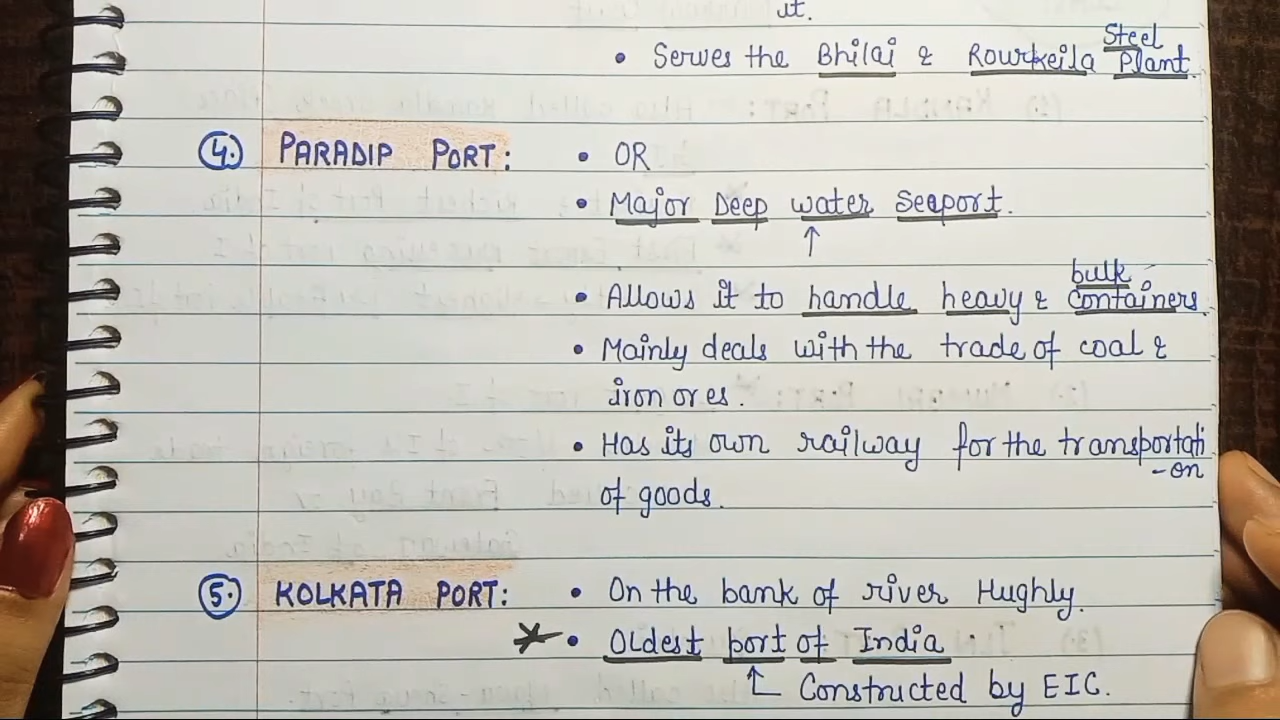 it.
• Serves the Bhilai & Rourkeila Steel Plant
4. PARADIP PORT: • OR
• Major Deep water Seaport.
↑
• Allows it to handle heavy & bulk containers.
• Mainly deals with the trade of coal &
iron ores.
• Has its own railway for the transportati
-on
of goods.
5. KOLKATA PORT: • On the bank of river Hughly.
* • Oldest port of India.
Constructed by EIC.